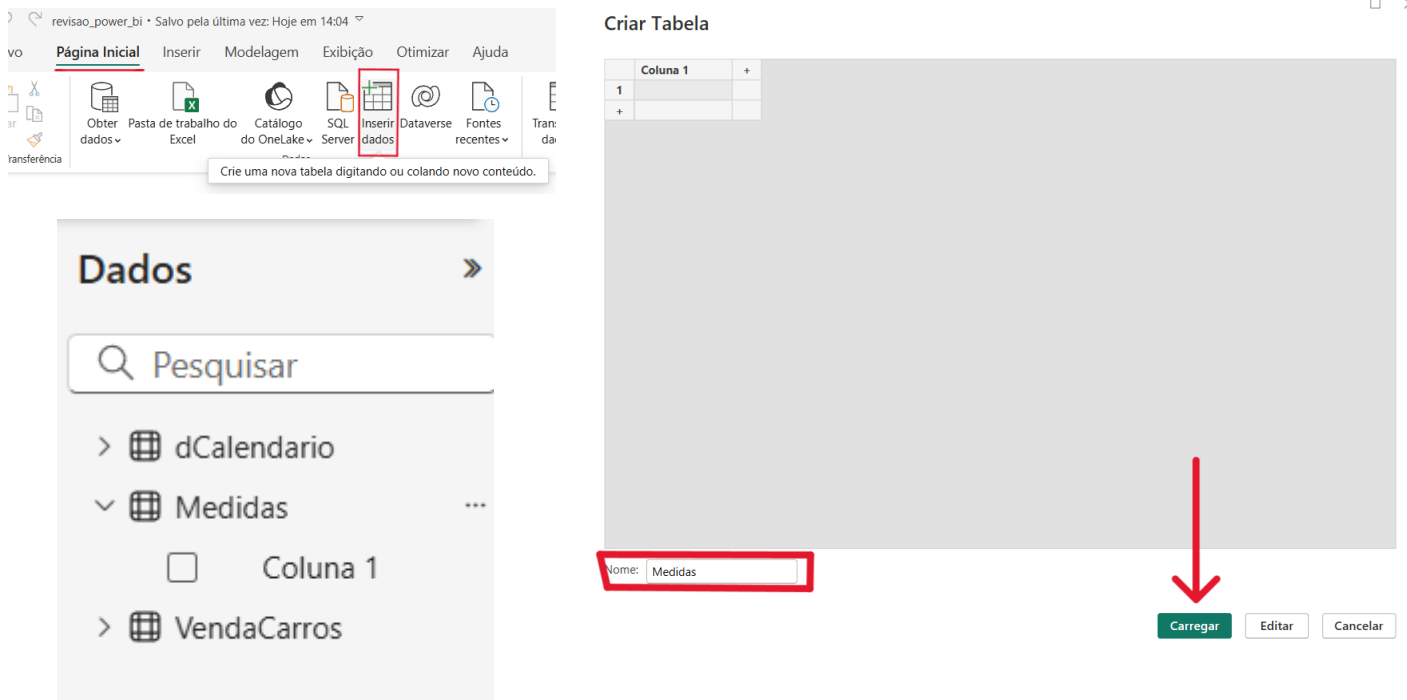 revisao_power_bi • Salvo pela última vez: Hoje em 14:04
vo Página Inicial Inserir Modelagem Exibição Otimizar Ajuda
Obter dados
Pasta de trabalho do Excel
Catálogo do OneLake
SQL Server
Inserir dados
Dataverse
Fontes recentes
Crie uma nova tabela digitando ou colando novo conteúdo.
Dados
Pesquisar
dCalendario
Medidas
...
Coluna 1
VendaCarros
Criar Tabela
Coluna 1 +
1
+
Nome: Medidas
Carregar Editar Cancelar